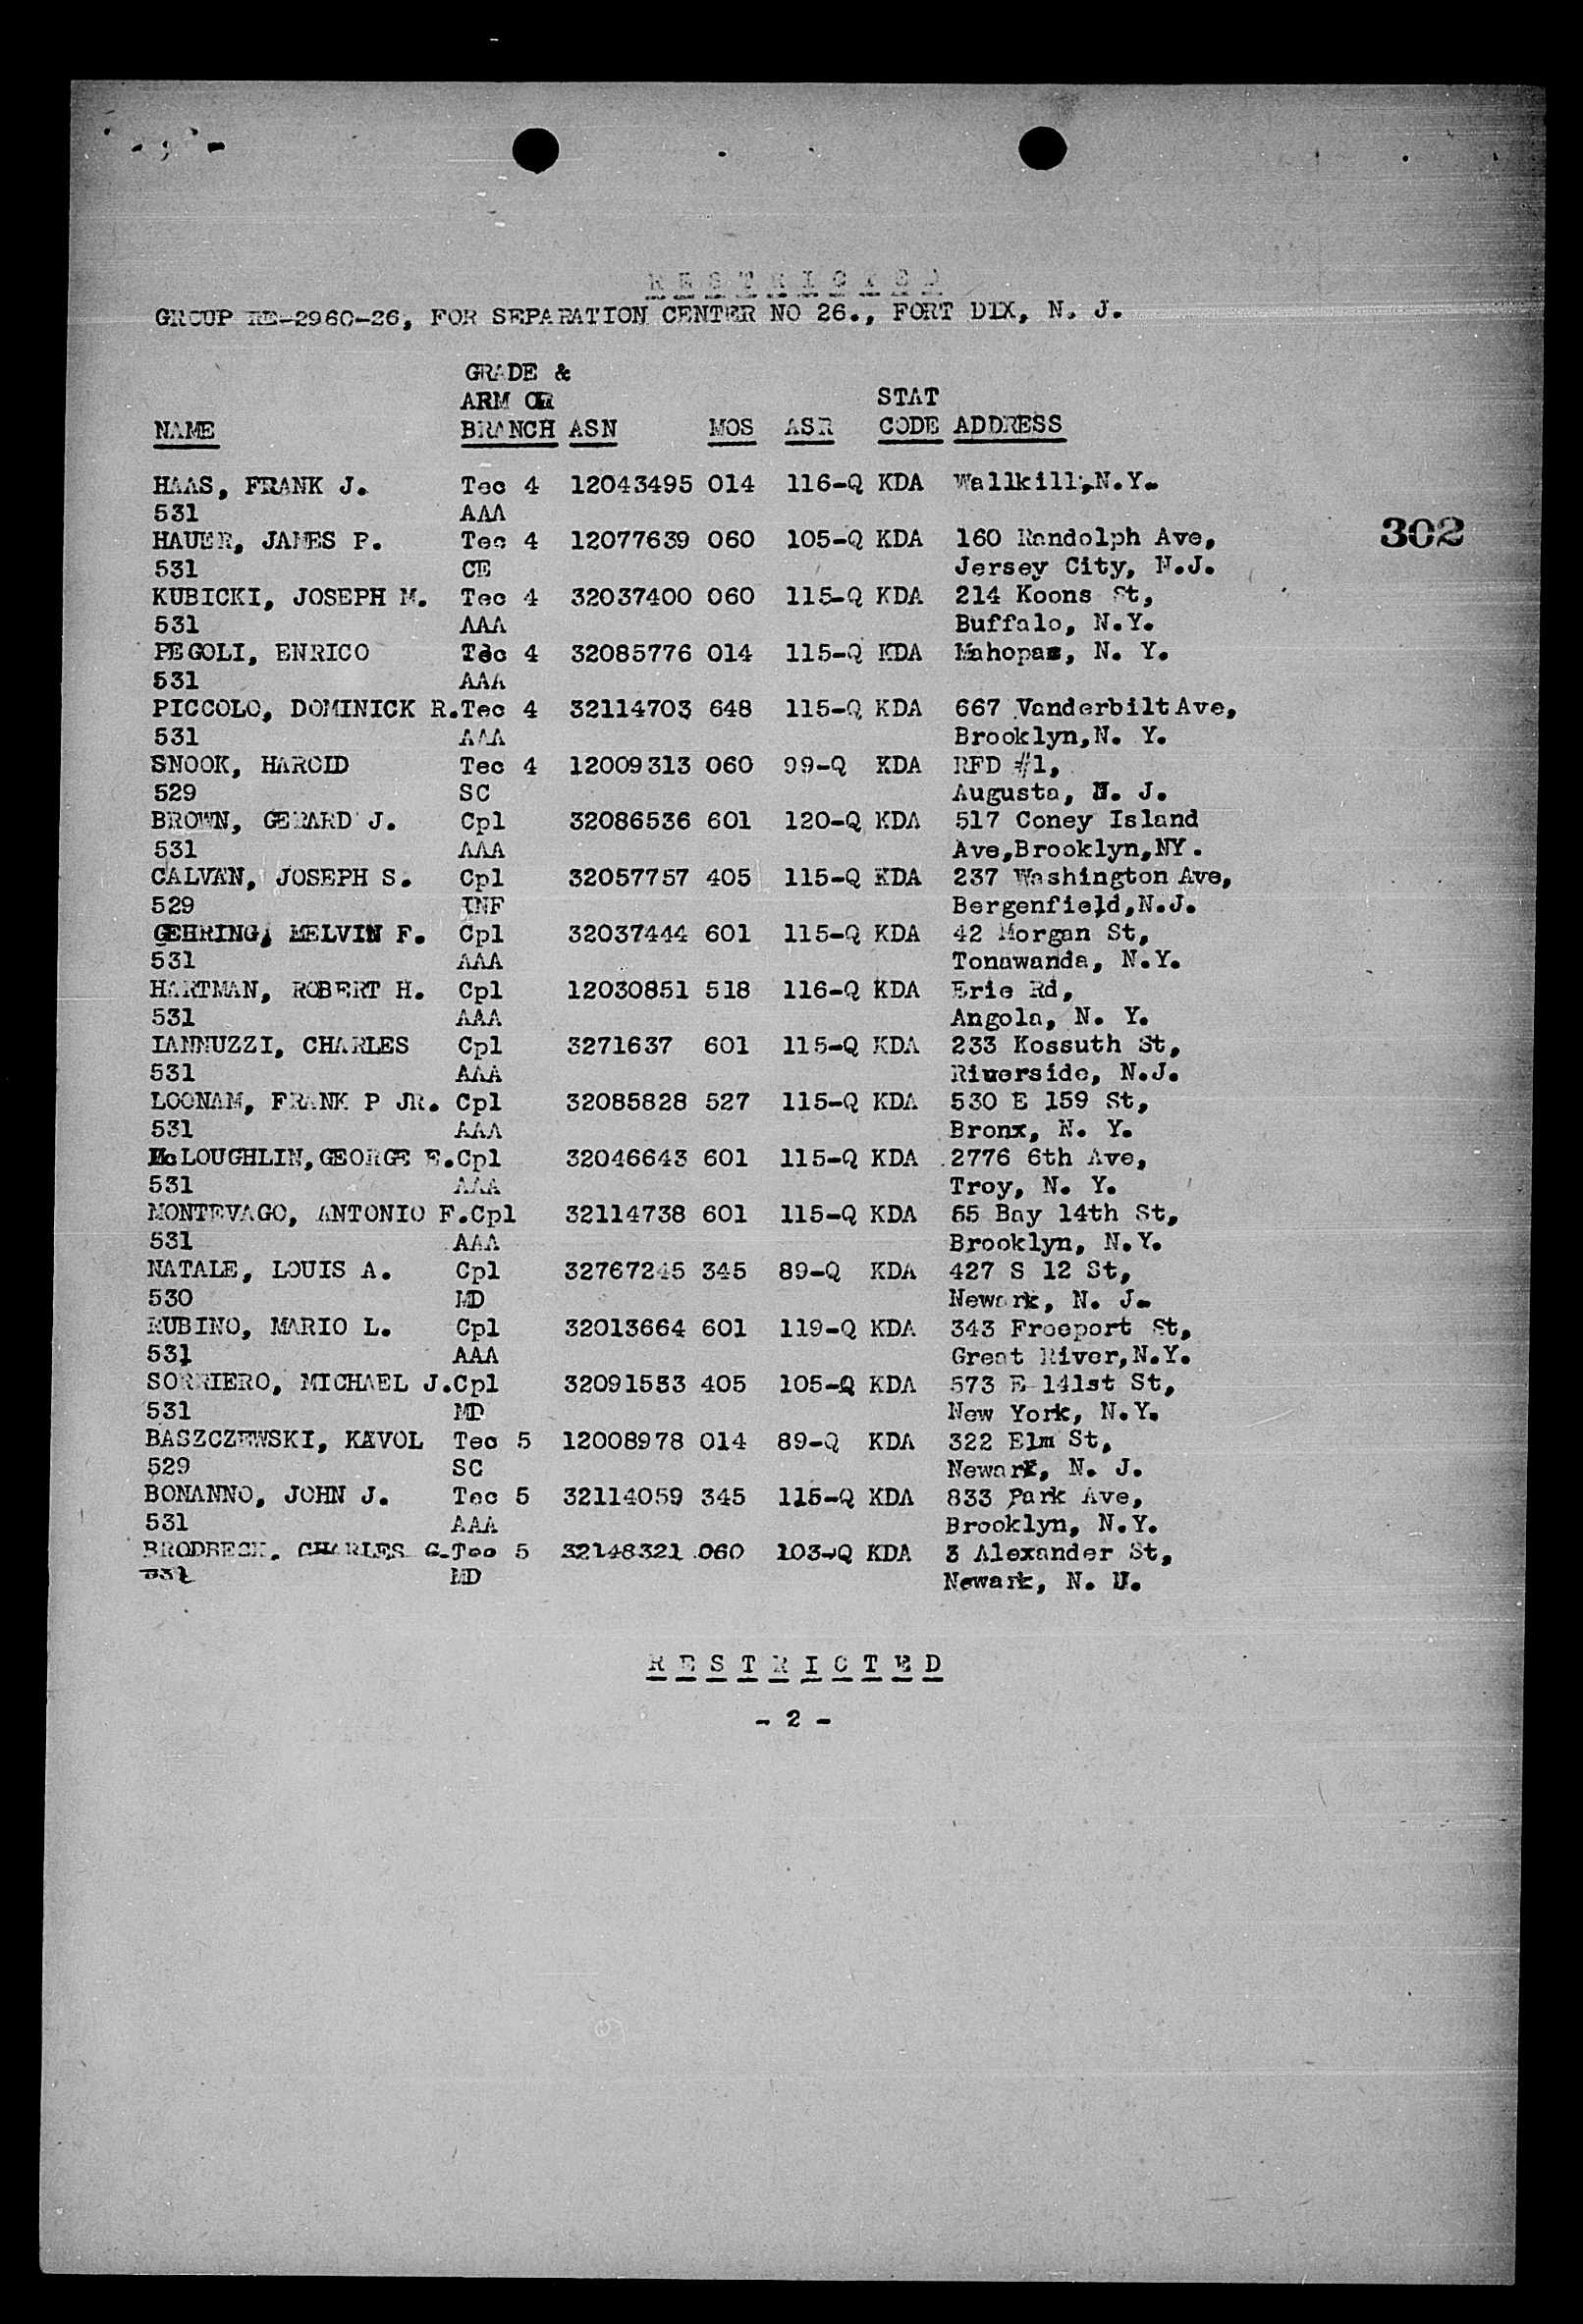 R E S T R I C T E D
GROUP RE-2960-26, FOR SEPARATION CENTER NO 26., FORT DIX, N. J.
GRADE &
ARM OR STAT
NAME BRANCH ASN MOS ASR CODE ADDRESS
HAAS, FRANK J. Tec 4 12043495 014 116-Q KDA Wallkill,N.Y.
531 AAA
302
HAUER, JAMES P. Tec 4 12077639 060 105-Q KDA 160 Randolph Ave,
531 CE Jersey City, N.J.
KUBICKI, JOSEPH M. Tec 4 32037400 060 115-Q KDA 214 Koons St,
531 AAA Buffalo, N.Y.
PEGOLI, ENRICO Tec 4 32085776 014 115-Q KDA Mahopas, N. Y.
531 AAA
PICCOLO, DOMINICK R.Tec 4 32114703 648 115-Q KDA 667 Vanderbilt Ave,
531 AAA Brooklyn,N. Y.
SNOOK, HAROLD Tec 4 12009313 060 99-Q KDA RFD #1,
529 SC Augusta, N. J.
BROWN, GERARD J. Cpl 32086536 601 120-Q KDA 517 Coney Island
531 AAA Ave,Brooklyn,NY.
CALVAN, JOSEPH S. Cpl 32057757 405 115-Q KDA 237 Washington Ave,
529 INF Bergenfield,N.J.
GEHRING, MELVIN F. Cpl 32037444 601 115-Q KDA 42 Morgan St,
531 AAA Tonawanda, N.Y.
HARTMAN, ROBERT H. Cpl 12030851 518 116-Q KDA Erie Rd,
531 AAA Angola, N. Y.
IANNUZZI, CHARLES Cpl 3271637 601 115-Q KDA 233 Kossuth St,
531 AAA Riverside, N.J.
LOONAM, FRANK P JR. Cpl 32085828 527 115-Q KDA 530 E 159 St,
531 AAA Bronx, N. Y.
McLOUGHLIN,GEORGE E.Cpl 32046643 601 115-Q KDA 2776 6th Ave,
531 AAA Troy, N. Y.
MONTEVAGO, ANTONIO F.Cpl 32114738 601 115-Q KDA 65 Bay 14th St,
531 AAA Brooklyn, N.Y.
NATALE, LOUIS A. Cpl 32767245 345 89-Q KDA 427 S 12 St,
530 MD Newark, N. J.
RUBINO, MARIO L. Cpl 32013664 601 119-Q KDA 343 Freeport St,
531 AAA Great River,N.Y.
SORRIERO, MICHAEL J.Cpl 32091533 405 105-Q KDA 573 E 141st St,
531 MD New York, N.Y.
BASZCZEWSKI, KAVOL Tec 5 12008978 014 89-Q KDA 322 Elm St,
529 SC Newark, N. J.
BONANNO, JOHN J. Tec 5 32114059 345 115-Q KDA 833 Park Ave,
531 AAA Brooklyn, N.Y.
BRODBECK, CHARLES G.Tec 5 32148321 060 103-Q KDA 3 Alexander St,
531 MD Newark, N. J.
R E S T R I C T E D
- 2 -